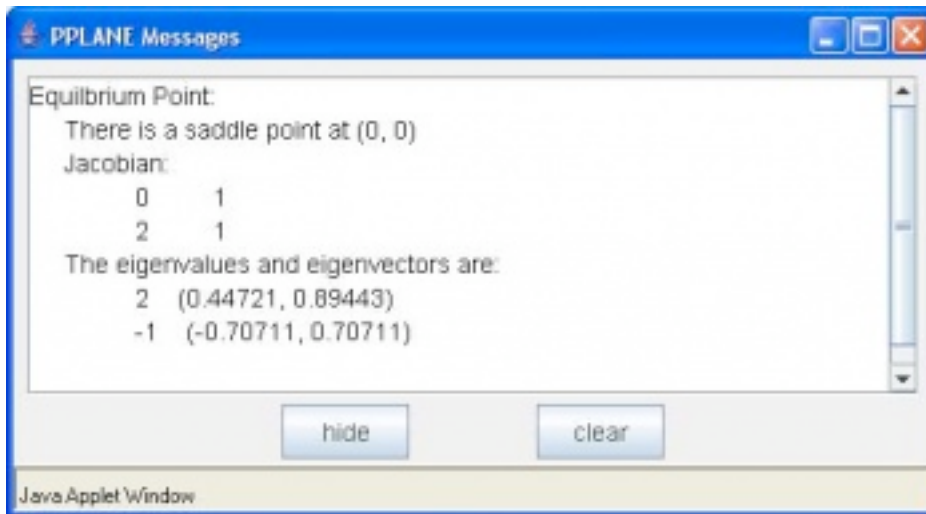 PPLANE Messages
Equilbrium Point:
There is a saddle point at (0, 0)
Jacobian:
0 1
2 1
The eigenvalues and eigenvectors are:
2 (0.44721, 0.89443)
-1 (-0.70711, 0.70711)
hide clear
Java Applet Window